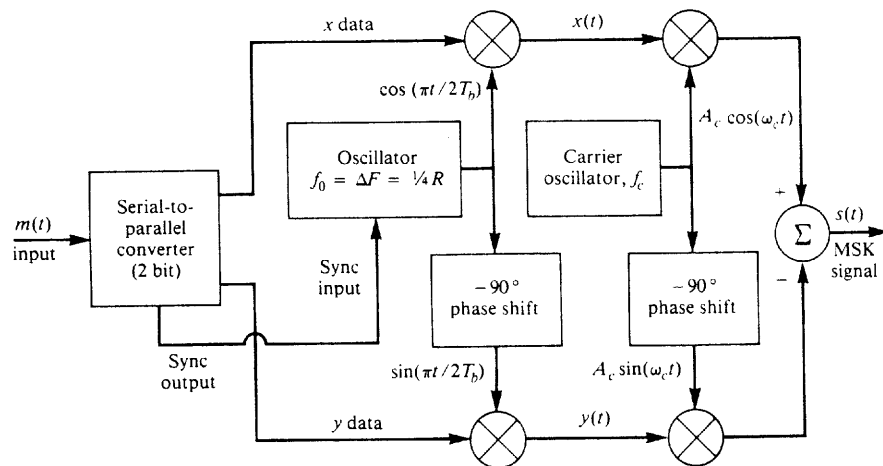 x data
x(t)
cos (πt/2T_b)
A_c cos(ω_c t)
Oscillator
f_0 = ΔF = ¼ R
Carrier
oscillator, f_c
Serial-to-
parallel
converter
(2 bit)
m(t)
input
+
Σ
s(t)
MSK
signal
−
Sync
input
−90°
phase shift
−90°
phase shift
Sync
output
sin(πt/2T_b)
A_c sin(ω_c t)
y data
y(t)